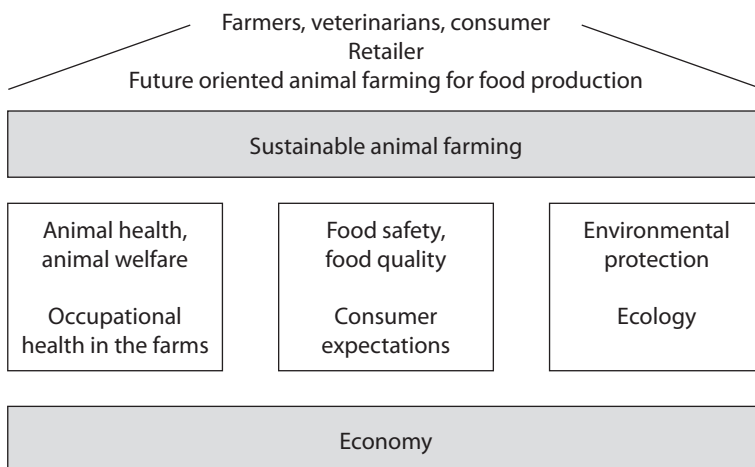 Farmers, veterinarians, consumer
Retailer
Future oriented animal farming for food production
Sustainable animal farming
Animal health,
animal welfare
Occupational
health in the farms
Food safety,
food quality
Consumer
expectations
Environmental
protection
Ecology
Economy